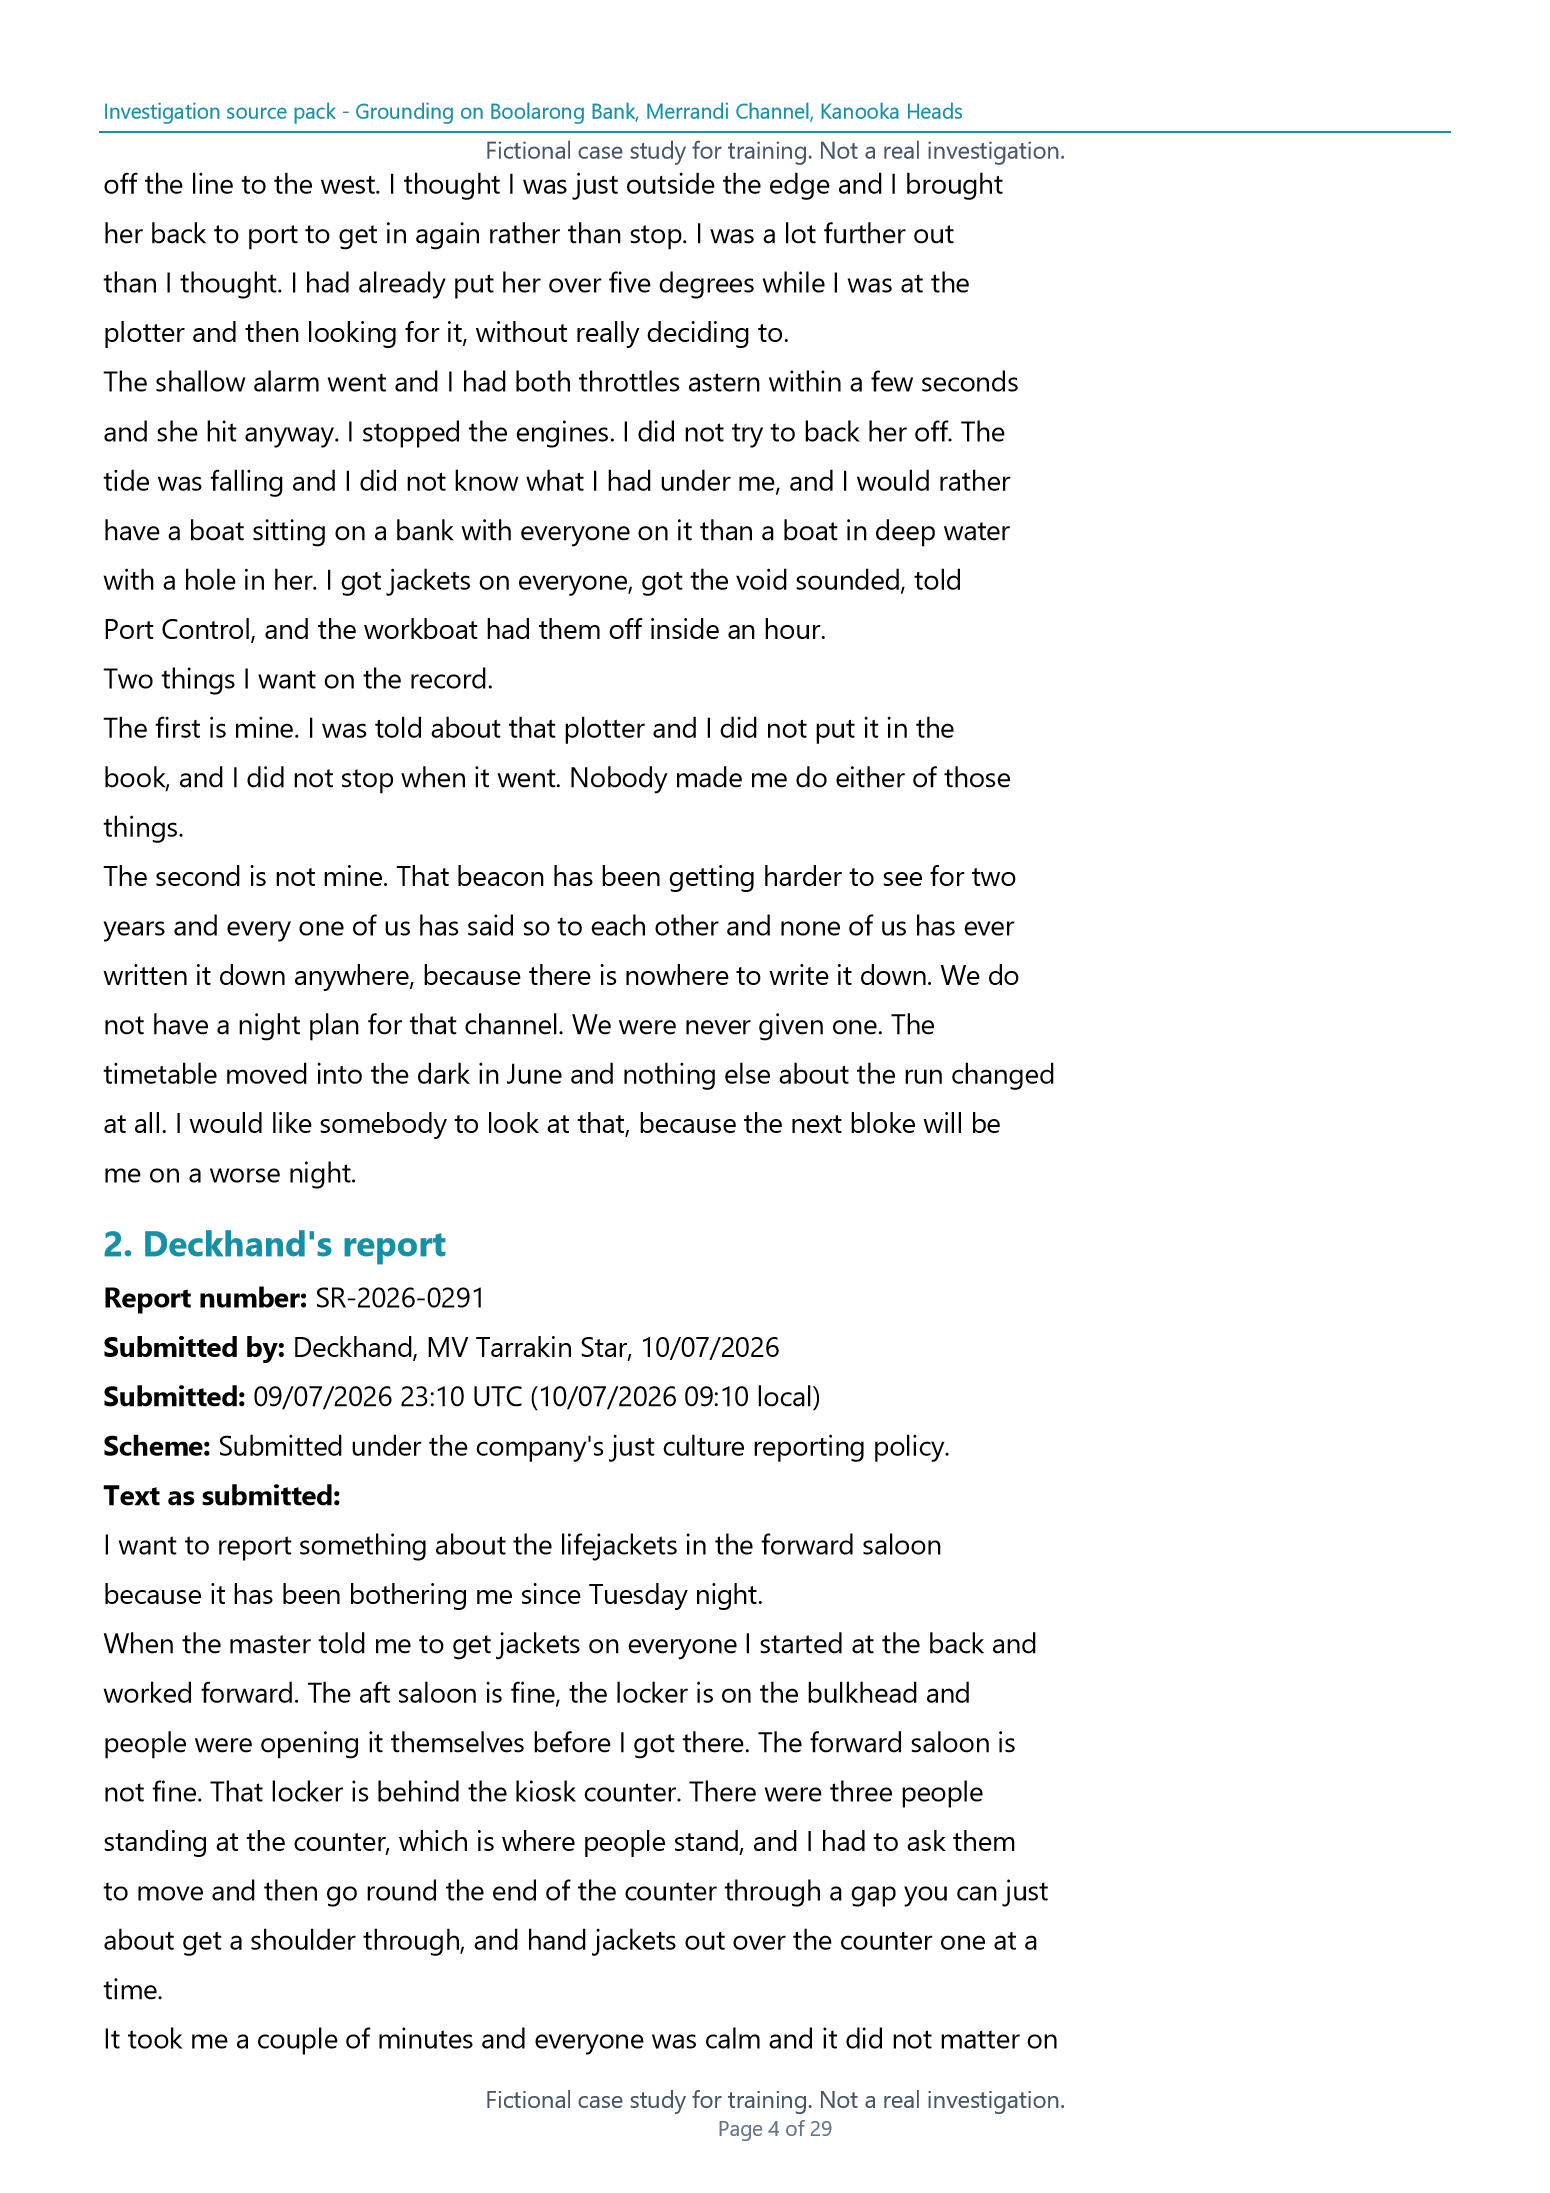 Investigation source pack - Grounding on Boolarong Bank, Merrandi Channel, Kanooka Heads
Fictional case study for training. Not a real investigation.
off the line to the west. I thought I was just outside the edge and I brought
her back to port to get in again rather than stop. I was a lot further out
than I thought. I had already put her over five degrees while I was at the
plotter and then looking for it, without really deciding to.
The shallow alarm went and I had both throttles astern within a few seconds
and she hit anyway. I stopped the engines. I did not try to back her off. The
tide was falling and I did not know what I had under me, and I would rather
have a boat sitting on a bank with everyone on it than a boat in deep water
with a hole in her. I got jackets on everyone, got the void sounded, told
Port Control, and the workboat had them off inside an hour.
Two things I want on the record.
The first is mine. I was told about that plotter and I did not put it in the
book, and I did not stop when it went. Nobody made me do either of those
things.
The second is not mine. That beacon has been getting harder to see for two
years and every one of us has said so to each other and none of us has ever
written it down anywhere, because there is nowhere to write it down. We do
not have a night plan for that channel. We were never given one. The
timetable moved into the dark in June and nothing else about the run changed
at all. I would like somebody to look at that, because the next bloke will be
me on a worse night.
2. Deckhand's report
Report number: SR-2026-0291
Submitted by: Deckhand, MV Tarrakin Star, 10/07/2026
Submitted: 09/07/2026 23:10 UTC (10/07/2026 09:10 local)
Scheme: Submitted under the company's just culture reporting policy.
Text as submitted:
I want to report something about the lifejackets in the forward saloon
because it has been bothering me since Tuesday night.
When the master told me to get jackets on everyone I started at the back and
worked forward. The aft saloon is fine, the locker is on the bulkhead and
people were opening it themselves before I got there. The forward saloon is
not fine. That locker is behind the kiosk counter. There were three people
standing at the counter, which is where people stand, and I had to ask them
to move and then go round the end of the counter through a gap you can just
about get a shoulder through, and hand jackets out over the counter one at a
time.
It took me a couple of minutes and everyone was calm and it did not matter on
Fictional case study for training. Not a real investigation.
Page 4 of 29